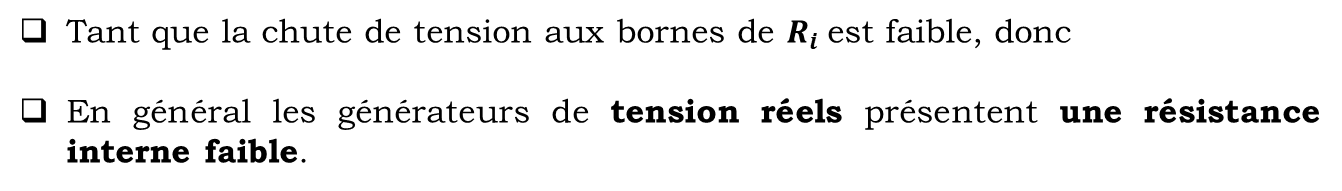 ❑ Tant que la chute de tension aux bornes de R_i est faible, donc
❑ En général les générateurs de tension réels présentent une résistance
interne faible.